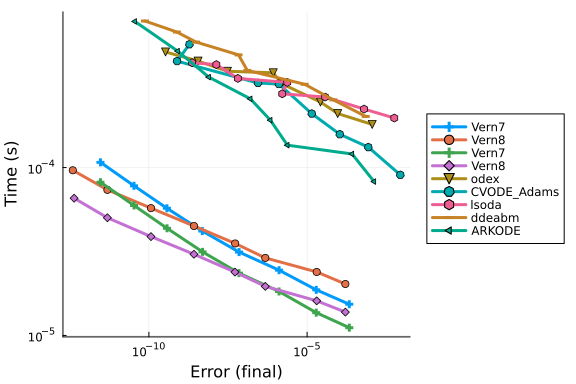 Time (s)
10⁻⁴
10⁻⁵
10⁻¹⁰
10⁻⁵
Error (final)
Vern7
Vern8
Vern7
Vern8
odex
CVODE_Adams
lsoda
ddeabm
ARKODE